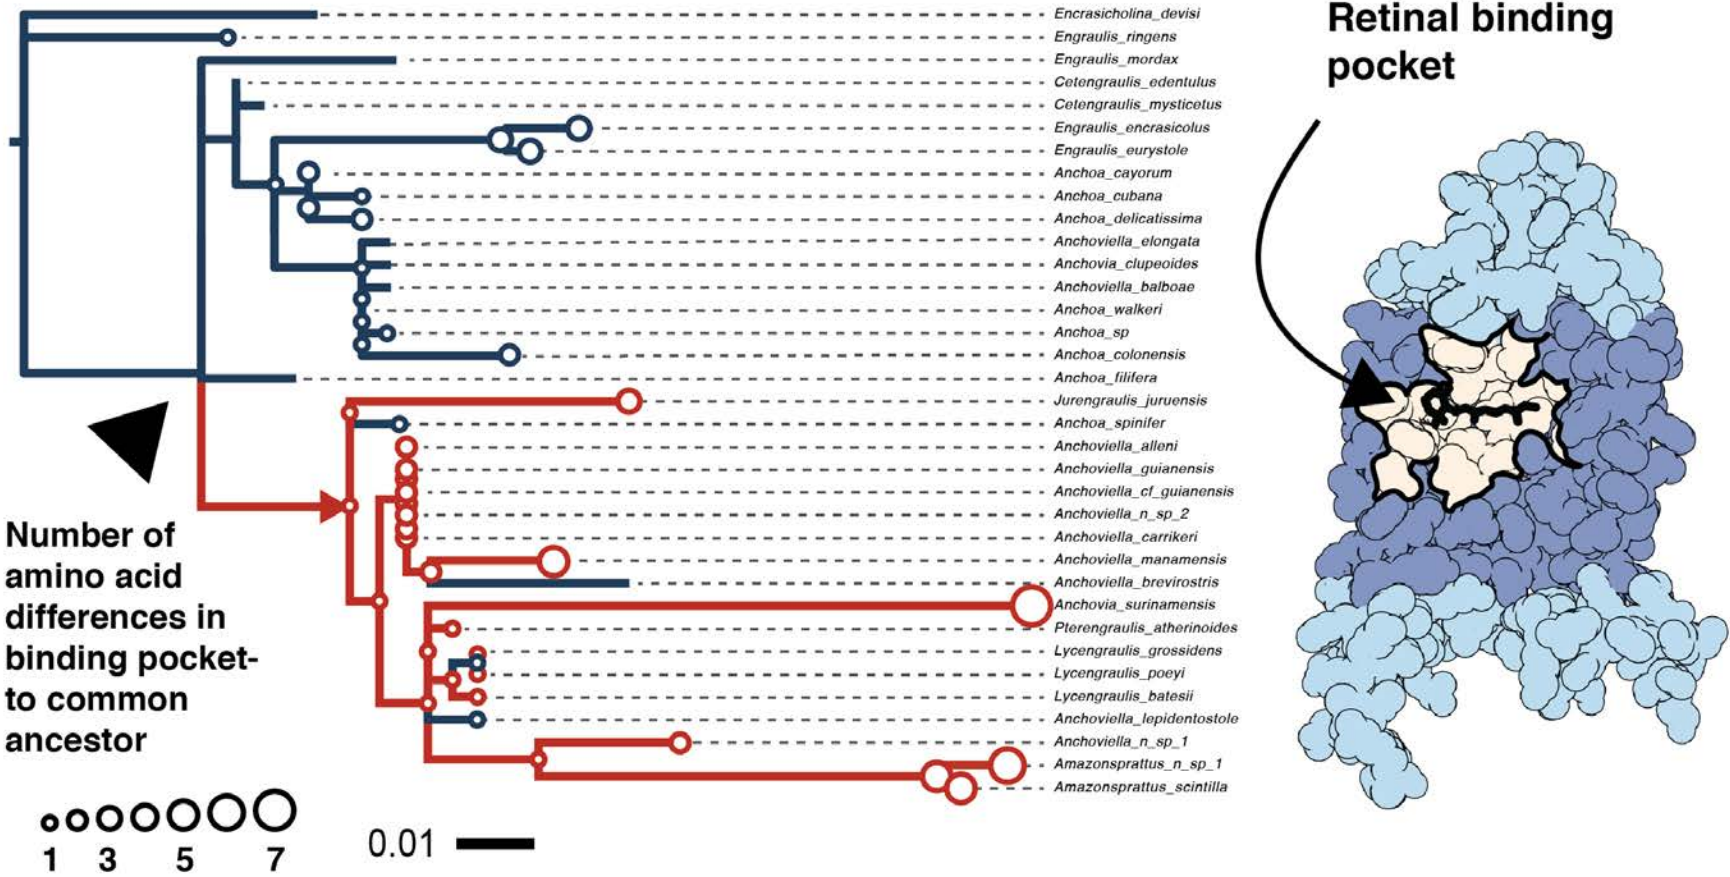 Encrasicholina_devisi
Engraulis_ringens
Engraulis_mordax
Cetengraulis_edentulus
Cetengraulis_mysticetus
Engraulis_encrasicolus
Engraulis_eurystole
Anchoa_cayorum
Anchoa_cubana
Anchoa_delicatissima
Anchoviella_elongata
Anchovia_clupeoides
Anchoviella_balboae
Anchoa_walkeri
Anchoa_sp
Anchoa_colonensis
Anchoa_filifera
Jurengraulis_juruensis
Anchoa_spinifer
Anchoviella_alleni
Anchoviella_guianensis
Anchoviella_cf_guianensis
Anchoviella_n_sp_2
Anchoviella_carrikeri
Anchoviella_manamensis
Anchoviella_brevirostris
Anchovia_surinamensis
Pterengraulis_atherinoides
Lycengraulis_grossidens
Lycengraulis_poeyi
Lycengraulis_batesii
Anchoviella_lepidentostole
Anchoviella_n_sp_1
Amazonsprattus_n_sp_1
Amazonsprattus_scintilla
Number of
amino acid
differences in
binding pocket-
to common
ancestor
1 3 5 7
0.01
Retinal binding
pocket